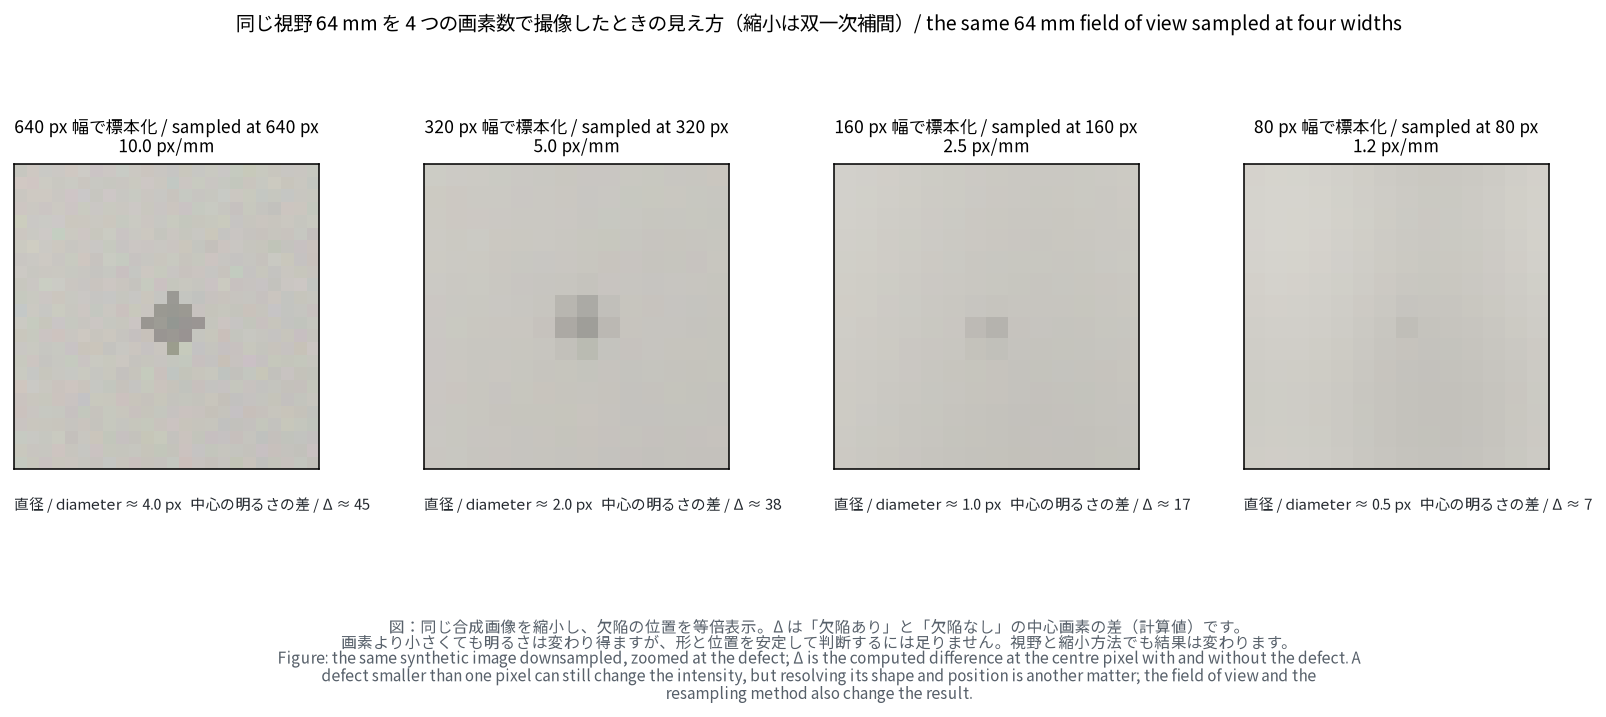 同じ視野 64 mm を 4 つの画素数で撮像したときの見え方（縮小は双一次補間）/ the same 64 mm field of view sampled at four widths
640 px 幅で標本化 / sampled at 640 px
10.0 px/mm
320 px 幅で標本化 / sampled at 320 px
5.0 px/mm
160 px 幅で標本化 / sampled at 160 px
2.5 px/mm
80 px 幅で標本化 / sampled at 80 px
1.2 px/mm
直径 / diameter ≈ 4.0 px 中心の明るさの差 / Δ ≈ 45
直径 / diameter ≈ 2.0 px 中心の明るさの差 / Δ ≈ 38
直径 / diameter ≈ 1.0 px 中心の明るさの差 / Δ ≈ 17
直径 / diameter ≈ 0.5 px 中心の明るさの差 / Δ ≈ 7
図：同じ合成画像を縮小し、欠陥の位置を等倍表示。Δ は「欠陥あり」と「欠陥なし」の中心画素の差（計算値）です。
画素より小さくても明るさは変わり得ますが、形と位置を安定して判断するには足りません。視野と縮小方法でも結果は変わります。
Figure: the same synthetic image downsampled, zoomed at the defect; Δ is the computed difference at the centre pixel with and without the defect. A
defect smaller than one pixel can still change the intensity, but resolving its shape and position is another matter; the field of view and the
resampling method also change the result.